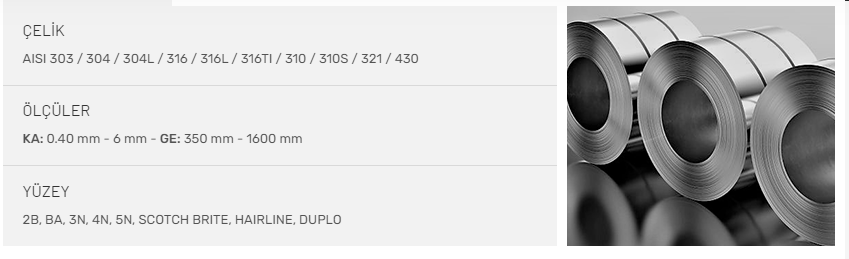 ÇELİK
AISI 303 / 304 / 304L / 316 / 316L / 316TI / 310 / 310S / 321 / 430
ÖLÇÜLER
KA: 0.40 mm - 6 mm - GE: 350 mm - 1600 mm
YÜZEY
2B, BA, 3N, 4N, 5N, SCOTCH BRITE, HAIRLINE, DUPLO